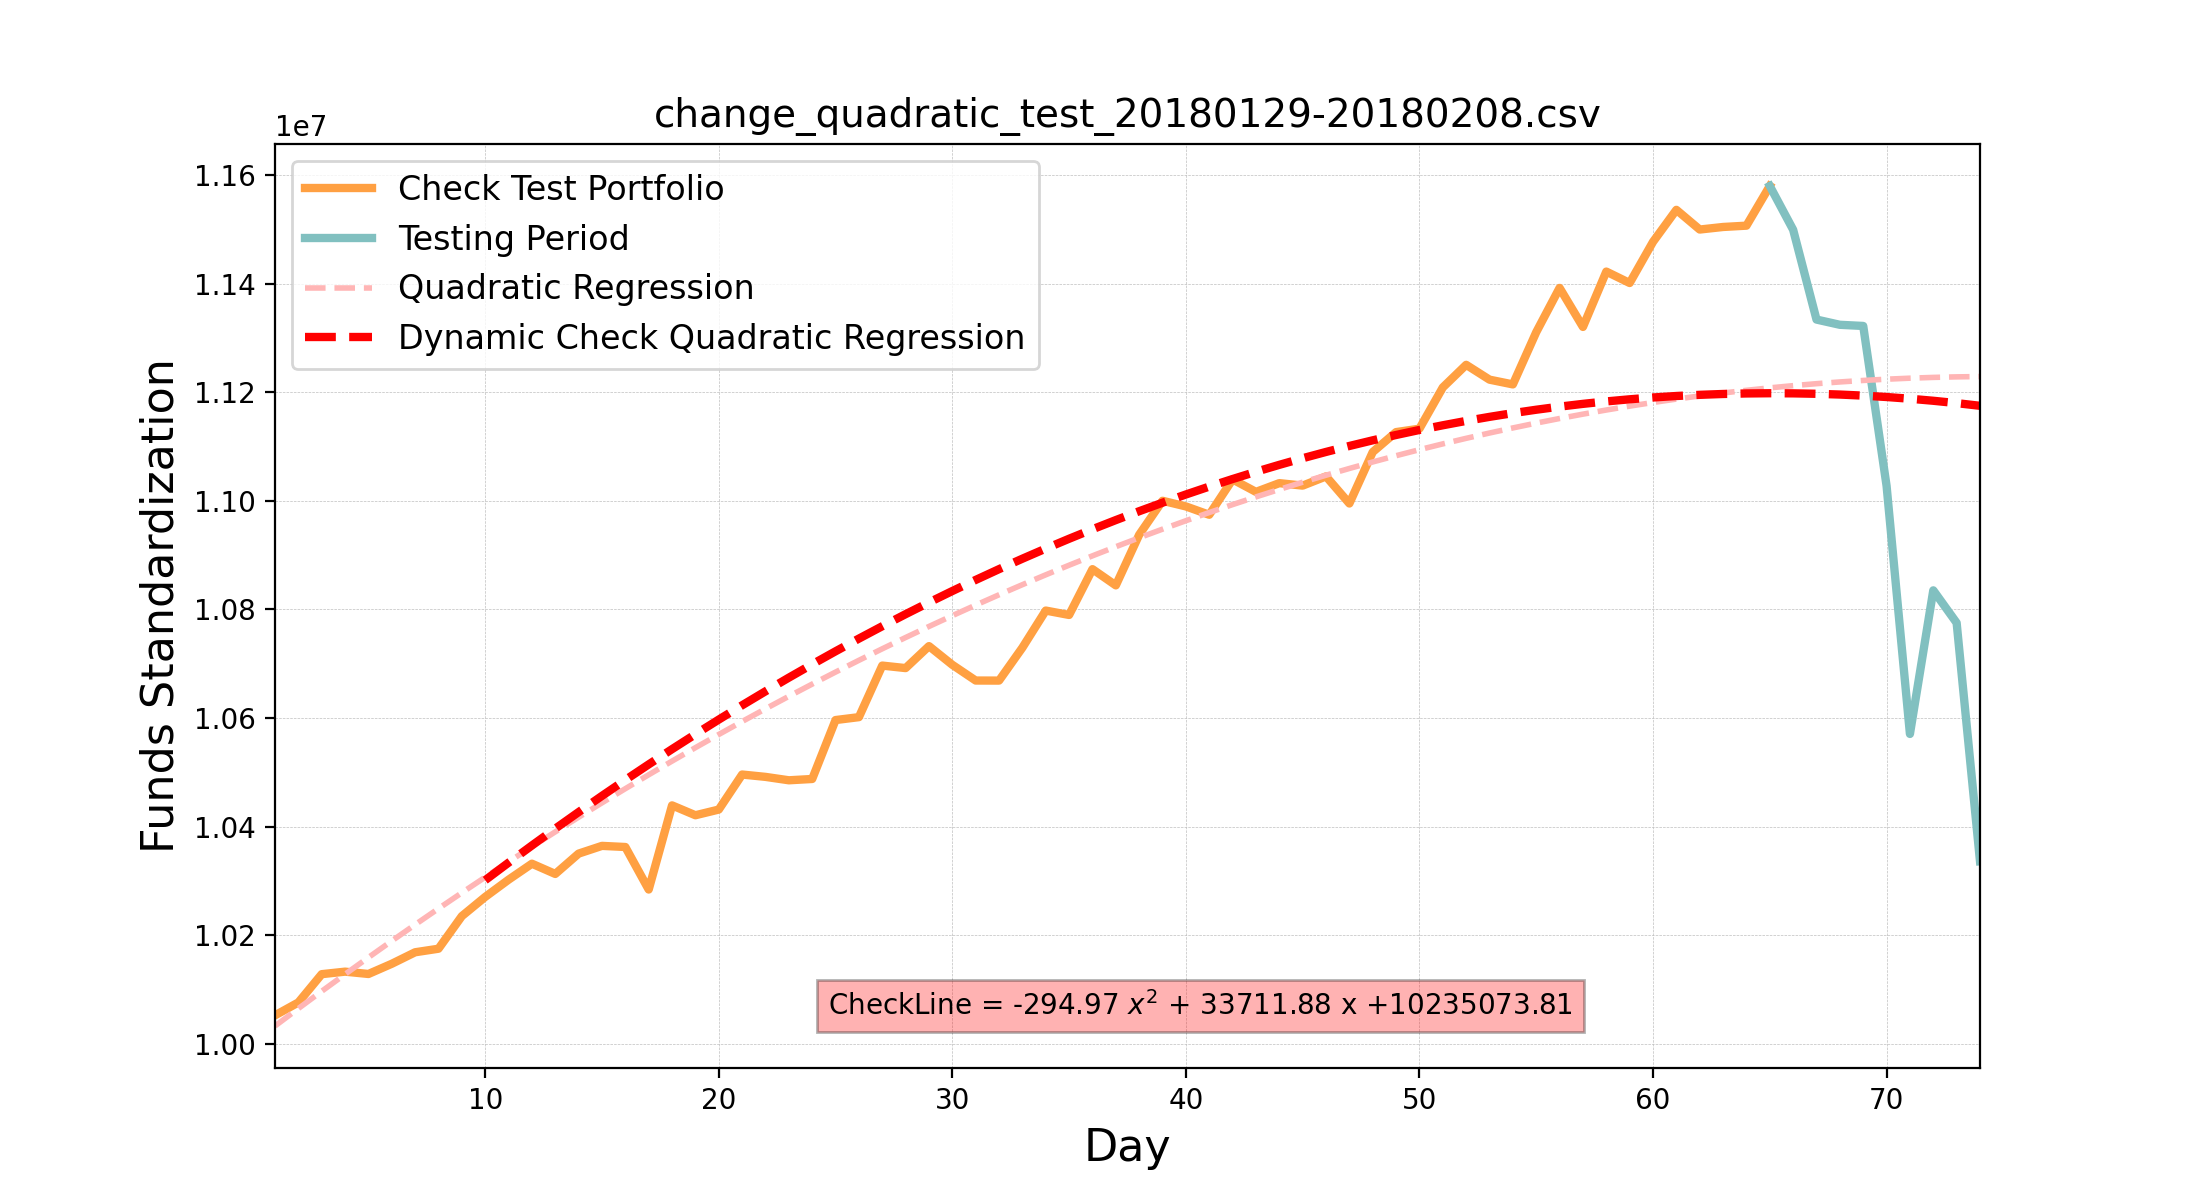 change_quadratic_test_20180129-20180208.csv
1e7
Check Test Portfolio
Testing Period
Quadratic Regression
Dynamic Check Quadratic Regression
1.16
1.14
1.12
1.10
1.08
1.06
1.04
1.02
1.00
Funds Standardization
CheckLine = -294.97 x² + 33711.88 x +10235073.81
10 20 30 40 50 60 70
Day